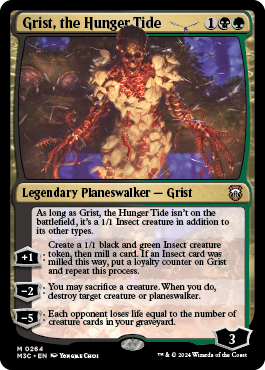 Grist, the Hunger Tide 1
Legendary Planeswalker — Grist
As long as Grist, the Hunger Tide isn't on the
battlefield, it's a 1/1 Insect creature in addition to
its other types.
Create a 1/1 black and green Insect creature
+1: token, then mill a card. If an Insect card was
milled this way, put a loyalty counter on Grist
and repeat this process.
-2: You may sacrifice a creature. When you do,
destroy target creature or planeswalker.
-5: Each opponent loses life equal to the number of
creature cards in your graveyard.
3
M 0264
M3C • EN Yongjae Choi
™ & © 2024 Wizards of the Coast